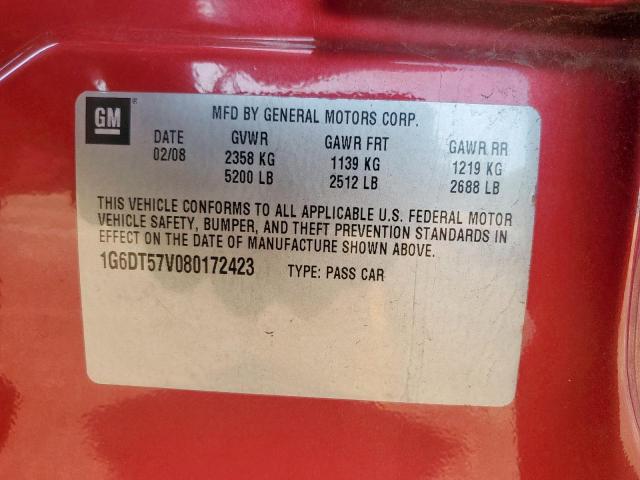 GM ®
MFD BY GENERAL MOTORS CORP.
DATE GVWR GAWR FRT GAWR RR
02/08 2358 KG 1139 KG 1219 KG
5200 LB 2512 LB 2688 LB
THIS VEHICLE CONFORMS TO ALL APPLICABLE U.S. FEDERAL MOTOR
VEHICLE SAFETY, BUMPER, AND THEFT PREVENTION STANDARDS IN
EFFECT ON THE DATE OF MANUFACTURE SHOWN ABOVE.
1G6DT57V080172423 TYPE: PASS CAR